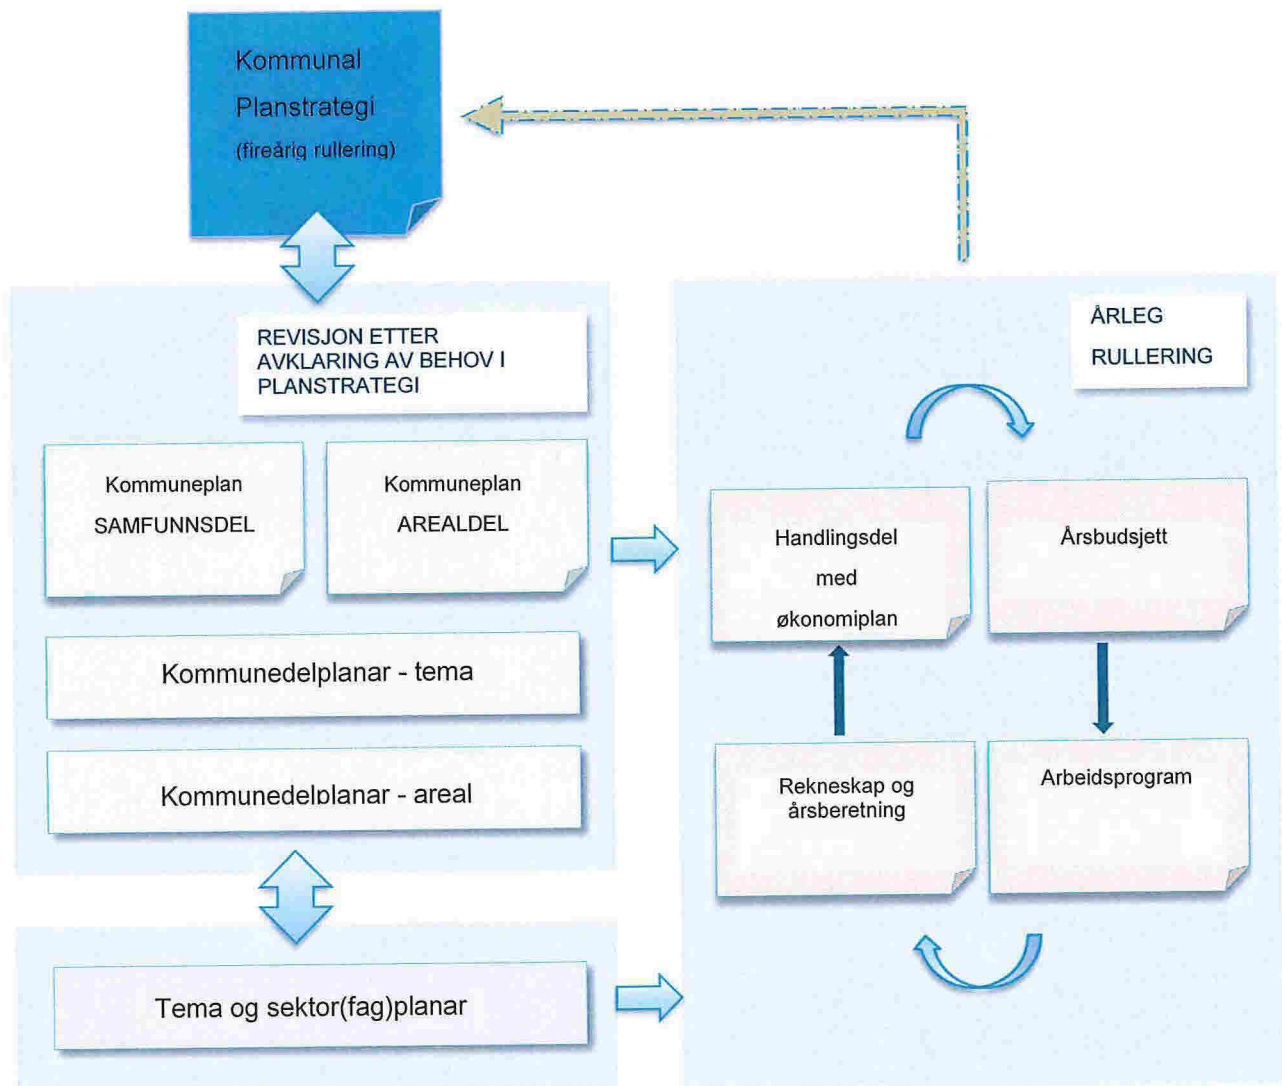 Kommunal
Planstrategi
(fireårig rullering)
REVISJON ETTER
AVKLARING AV BEHOV I
PLANSTRATEGI
Kommuneplan
SAMFUNNSDEL
Kommuneplan
AREALDEL
Kommunedelplanar - tema
Kommunedelplanar - areal
Tema og sektor(fag)planar
ÅRLEG
RULLERING
Handlingsdel
med
økonomiplan
Årsbudsjett
Rekneskap og
årsberetning
Arbeidsprogram